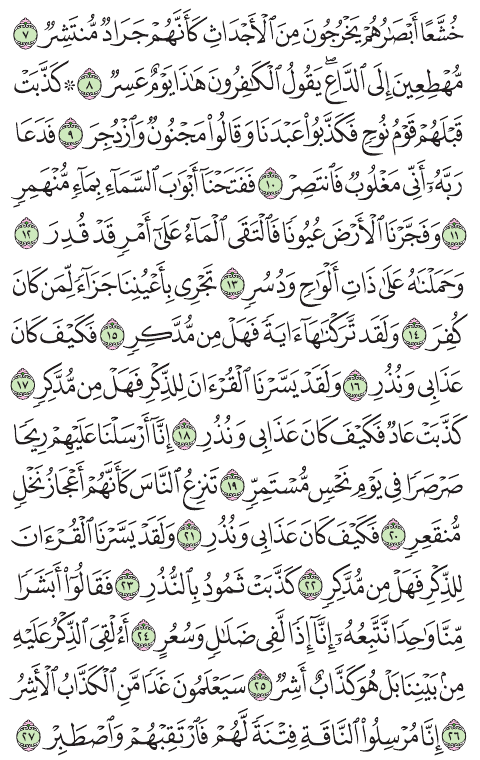 خُشَّعًا أَبْصَٰرُهُمْ يَخْرُجُونَ مِنَ ٱلْأَجْدَاثِ كَأَنَّهُمْ جَرَادٌ مُّنتَشِرٌ ٧
مُّهْطِعِينَ إِلَى ٱلدَّاعِ ۖ يَقُولُ ٱلْكَٰفِرُونَ هَٰذَا يَوْمٌ عَسِرٌ ٨ ۞ كَذَّبَتْ
قَبْلَهُمْ قَوْمُ نُوحٍ فَكَذَّبُوا۟ عَبْدَنَا وَقَالُوا۟ مَجْنُونٌ وَٱزْدُجِرَ ٩ فَدَعَا
رَبَّهُۥٓ أَنِّى مَغْلُوبٌ فَٱنتَصِرْ ١٠ فَفَتَحْنَآ أَبْوَٰبَ ٱلسَّمَآءِ بِمَآءٍ مُّنْهَمِرٍ
١١ وَفَجَّرْنَا ٱلْأَرْضَ عُيُونًا فَٱلْتَقَى ٱلْمَآءُ عَلَىٰٓ أَمْرٍ قَدْ قُدِرَ ١٢
وَحَمَلْنَٰهُ عَلَىٰ ذَاتِ أَلْوَٰحٍ وَدُسُرٍ ١٣ تَجْرِى بِأَعْيُنِنَا جَزَآءً لِّمَن كَانَ
كُفِرَ ١٤ وَلَقَد تَّرَكْنَٰهَآ ءَايَةً فَهَلْ مِن مُّدَّكِرٍ ١٥ فَكَيْفَ كَانَ
عَذَابِى وَنُذُرِ ١٦ وَلَقَدْ يَسَّرْنَا ٱلْقُرْءَانَ لِلذِّكْرِ فَهَلْ مِن مُّدَّكِرٍ ١٧
كَذَّبَتْ عَادٌ فَكَيْفَ كَانَ عَذَابِى وَنُذُرِ ١٨ إِنَّآ أَرْسَلْنَا عَلَيْهِمْ رِيحًا
صَرْصَرًا فِى يَوْمِ نَحْسٍ مُّسْتَمِرٍّ ١٩ تَنزِعُ ٱلنَّاسَ كَأَنَّهُمْ أَعْجَازُ نَخْلٍ
مُّنقَعِرٍ ٢٠ فَكَيْفَ كَانَ عَذَابِى وَنُذُرِ ٢١ وَلَقَدْ يَسَّرْنَا ٱلْقُرْءَانَ
لِلذِّكْرِ فَهَلْ مِن مُّدَّكِرٍ ٢٢ كَذَّبَتْ ثَمُودُ بِٱلنُّذُرِ ٢٣ فَقَالُوٓا۟ أَبَشَرًا
مِّنَّا وَٰحِدًا نَّتَّبِعُهُۥٓ إِنَّآ إِذًا لَّفِى ضَلَٰلٍ وَسُعُرٍ ٢٤ أَءُلْقِىَ ٱلذِّكْرُ عَلَيْهِ
مِنۢ بَيْنِنَا بَلْ هُوَ كَذَّابٌ أَشِرٌ ٢٥ سَيَعْلَمُونَ غَدًا مَّنِ ٱلْكَذَّابُ ٱلْأَشِرُ
٢٦ إِنَّا مُرْسِلُوا۟ ٱلنَّاقَةِ فِتْنَةً لَّهُمْ فَٱرْتَقِبْهُمْ وَٱصْطَبِرْ ٢٧